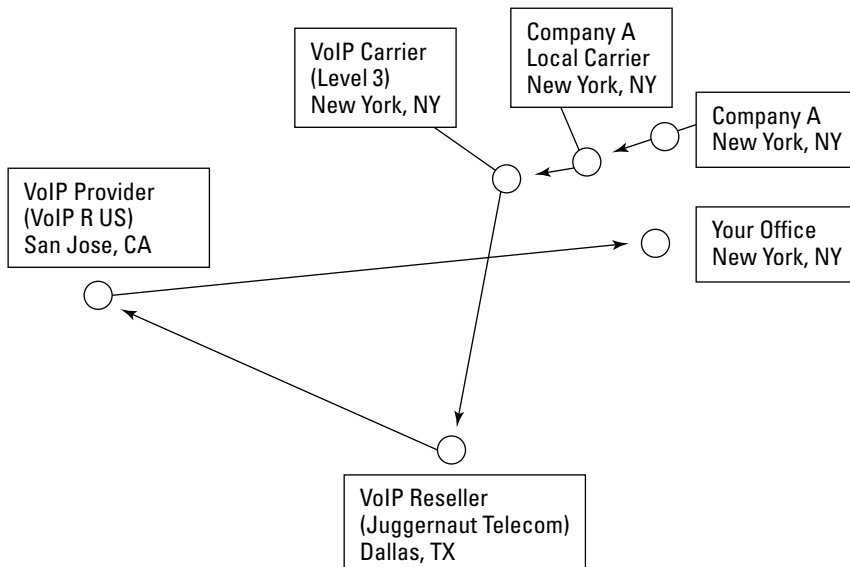 VoIP Carrier
(Level 3)
New York, NY
Company A
Local Carrier
New York, NY
Company A
New York, NY
VoIP Provider
(VoIP R US)
San Jose, CA
Your Office
New York, NY
VoIP Reseller
(Juggernaut Telecom)
Dallas, TX